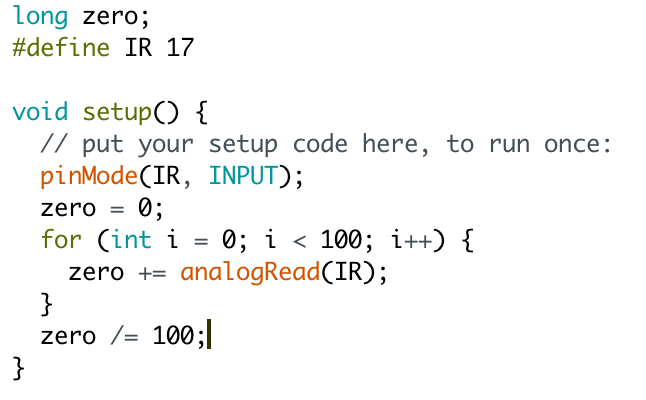 long zero;
#define IR 17

void setup() {
  // put your setup code here, to run once:
  pinMode(IR, INPUT);
  zero = 0;
  for (int i = 0; i < 100; i++) {
    zero += analogRead(IR);
  }
  zero /= 100;
}